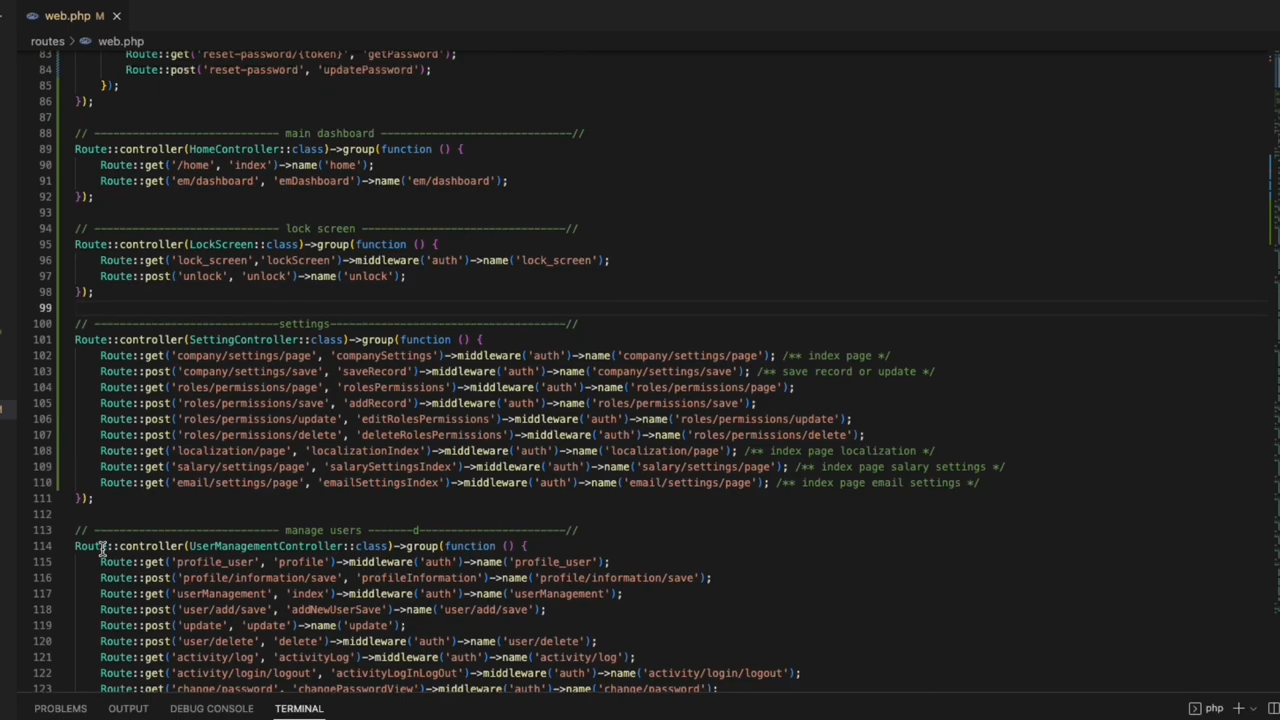 web.php M
routes > web.php
83 Route::get('reset-password/{token}', 'getPassword');
84 Route::post('reset-password', 'updatePassword');
85 });
86 });
87
88 // ----------------------------- main dashboard ------------------------------//
89 Route::controller(HomeController::class)->group(function () {
90 Route::get('/home', 'index')->name('home');
91 Route::get('em/dashboard', 'emDashboard')->name('em/dashboard');
92 });
93
94 // ----------------------------- lock screen --------------------------------//
95 Route::controller(LockScreen::class)->group(function () {
96 Route::get('lock_screen','lockScreen')->middleware('auth')->name('lock_screen');
97 Route::post('unlock', 'unlock')->name('unlock');
98 });
99
100 // -----------------------------settings-------------------------------------//
101 Route::controller(SettingController::class)->group(function () {
102 Route::get('company/settings/page', 'companySettings')->middleware('auth')->name('company/settings/page'); /** index page */
103 Route::post('company/settings/save', 'saveRecord')->middleware('auth')->name('company/settings/save'); /** save record or update */
104 Route::get('roles/permissions/page', 'rolesPermissions')->middleware('auth')->name('roles/permissions/page');
105 Route::post('roles/permissions/save', 'addRecord')->middleware('auth')->name('roles/permissions/save');
106 Route::post('roles/permissions/update', 'editRolesPermissions')->middleware('auth')->name('roles/permissions/update');
107 Route::post('roles/permissions/delete', 'deleteRolesPermissions')->middleware('auth')->name('roles/permissions/delete');
108 Route::get('localization/page', 'localizationIndex')->middleware('auth')->name('localization/page'); /** index page localization */
109 Route::get('salary/settings/page', 'salarySettingsIndex')->middleware('auth')->name('salary/settings/page'); /** index page salary settings */
110 Route::get('email/settings/page', 'emailSettingsIndex')->middleware('auth')->name('email/settings/page'); /** index page email settings */
111 });
112
113 // ----------------------------- manage users -------d-----------------------//
114 Route::controller(UserManagementController::class)->group(function () {
115 Route::get('profile_user', 'profile')->middleware('auth')->name('profile_user');
116 Route::post('profile/information/save', 'profileInformation')->name('profile/information/save');
117 Route::get('userManagement', 'index')->middleware('auth')->name('userManagement');
118 Route::post('user/add/save', 'addNewUserSave')->name('user/add/save');
119 Route::post('update', 'update')->name('update');
120 Route::post('user/delete', 'delete')->middleware('auth')->name('user/delete');
121 Route::get('activity/log', 'activityLog')->middleware('auth')->name('activity/log');
122 Route::get('activity/login/logout', 'activityLogInLogOut')->middleware('auth')->name('activity/login/logout');
123 Route::get('change/password', 'changePasswordView')->middleware('auth')->name('change/password');
PROBLEMS OUTPUT DEBUG CONSOLE TERMINAL php